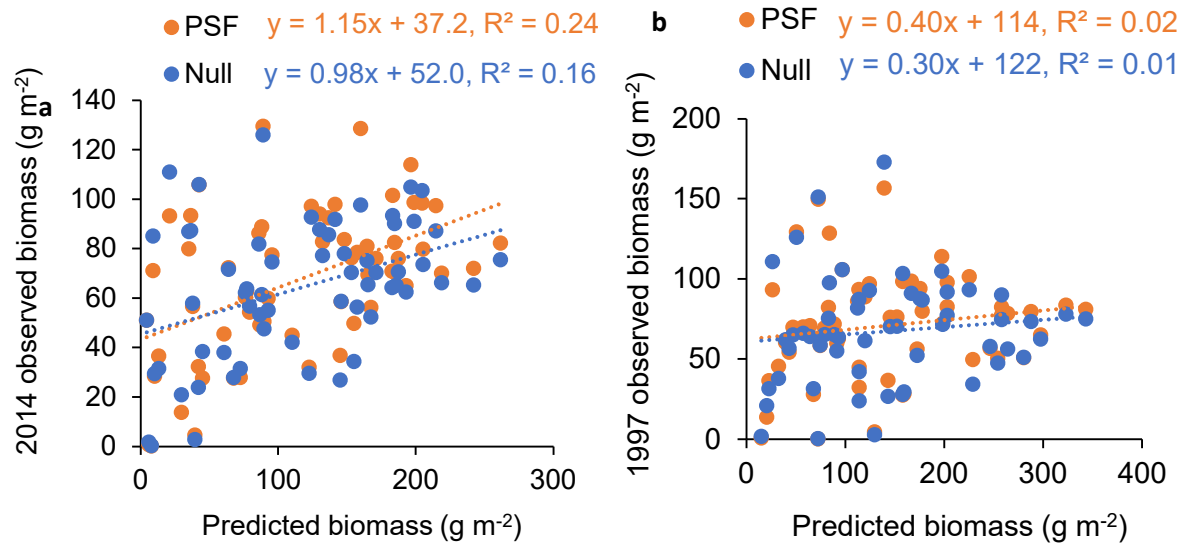 PSF y = 1.15x + 37.2, R² = 0.24
Null y = 0.98x + 52.0, R² = 0.16
a
2014 observed biomass (g m⁻²)
140
120
100
80
60
40
20
0
0 100 200 300
Predicted biomass (g m⁻²)
b
PSF y = 0.40x + 114, R² = 0.02
Null y = 0.30x + 122, R² = 0.01
1997 observed biomass (g m⁻²)
200
150
100
50
0
0 100 200 300 400
Predicted biomass (g m⁻²)